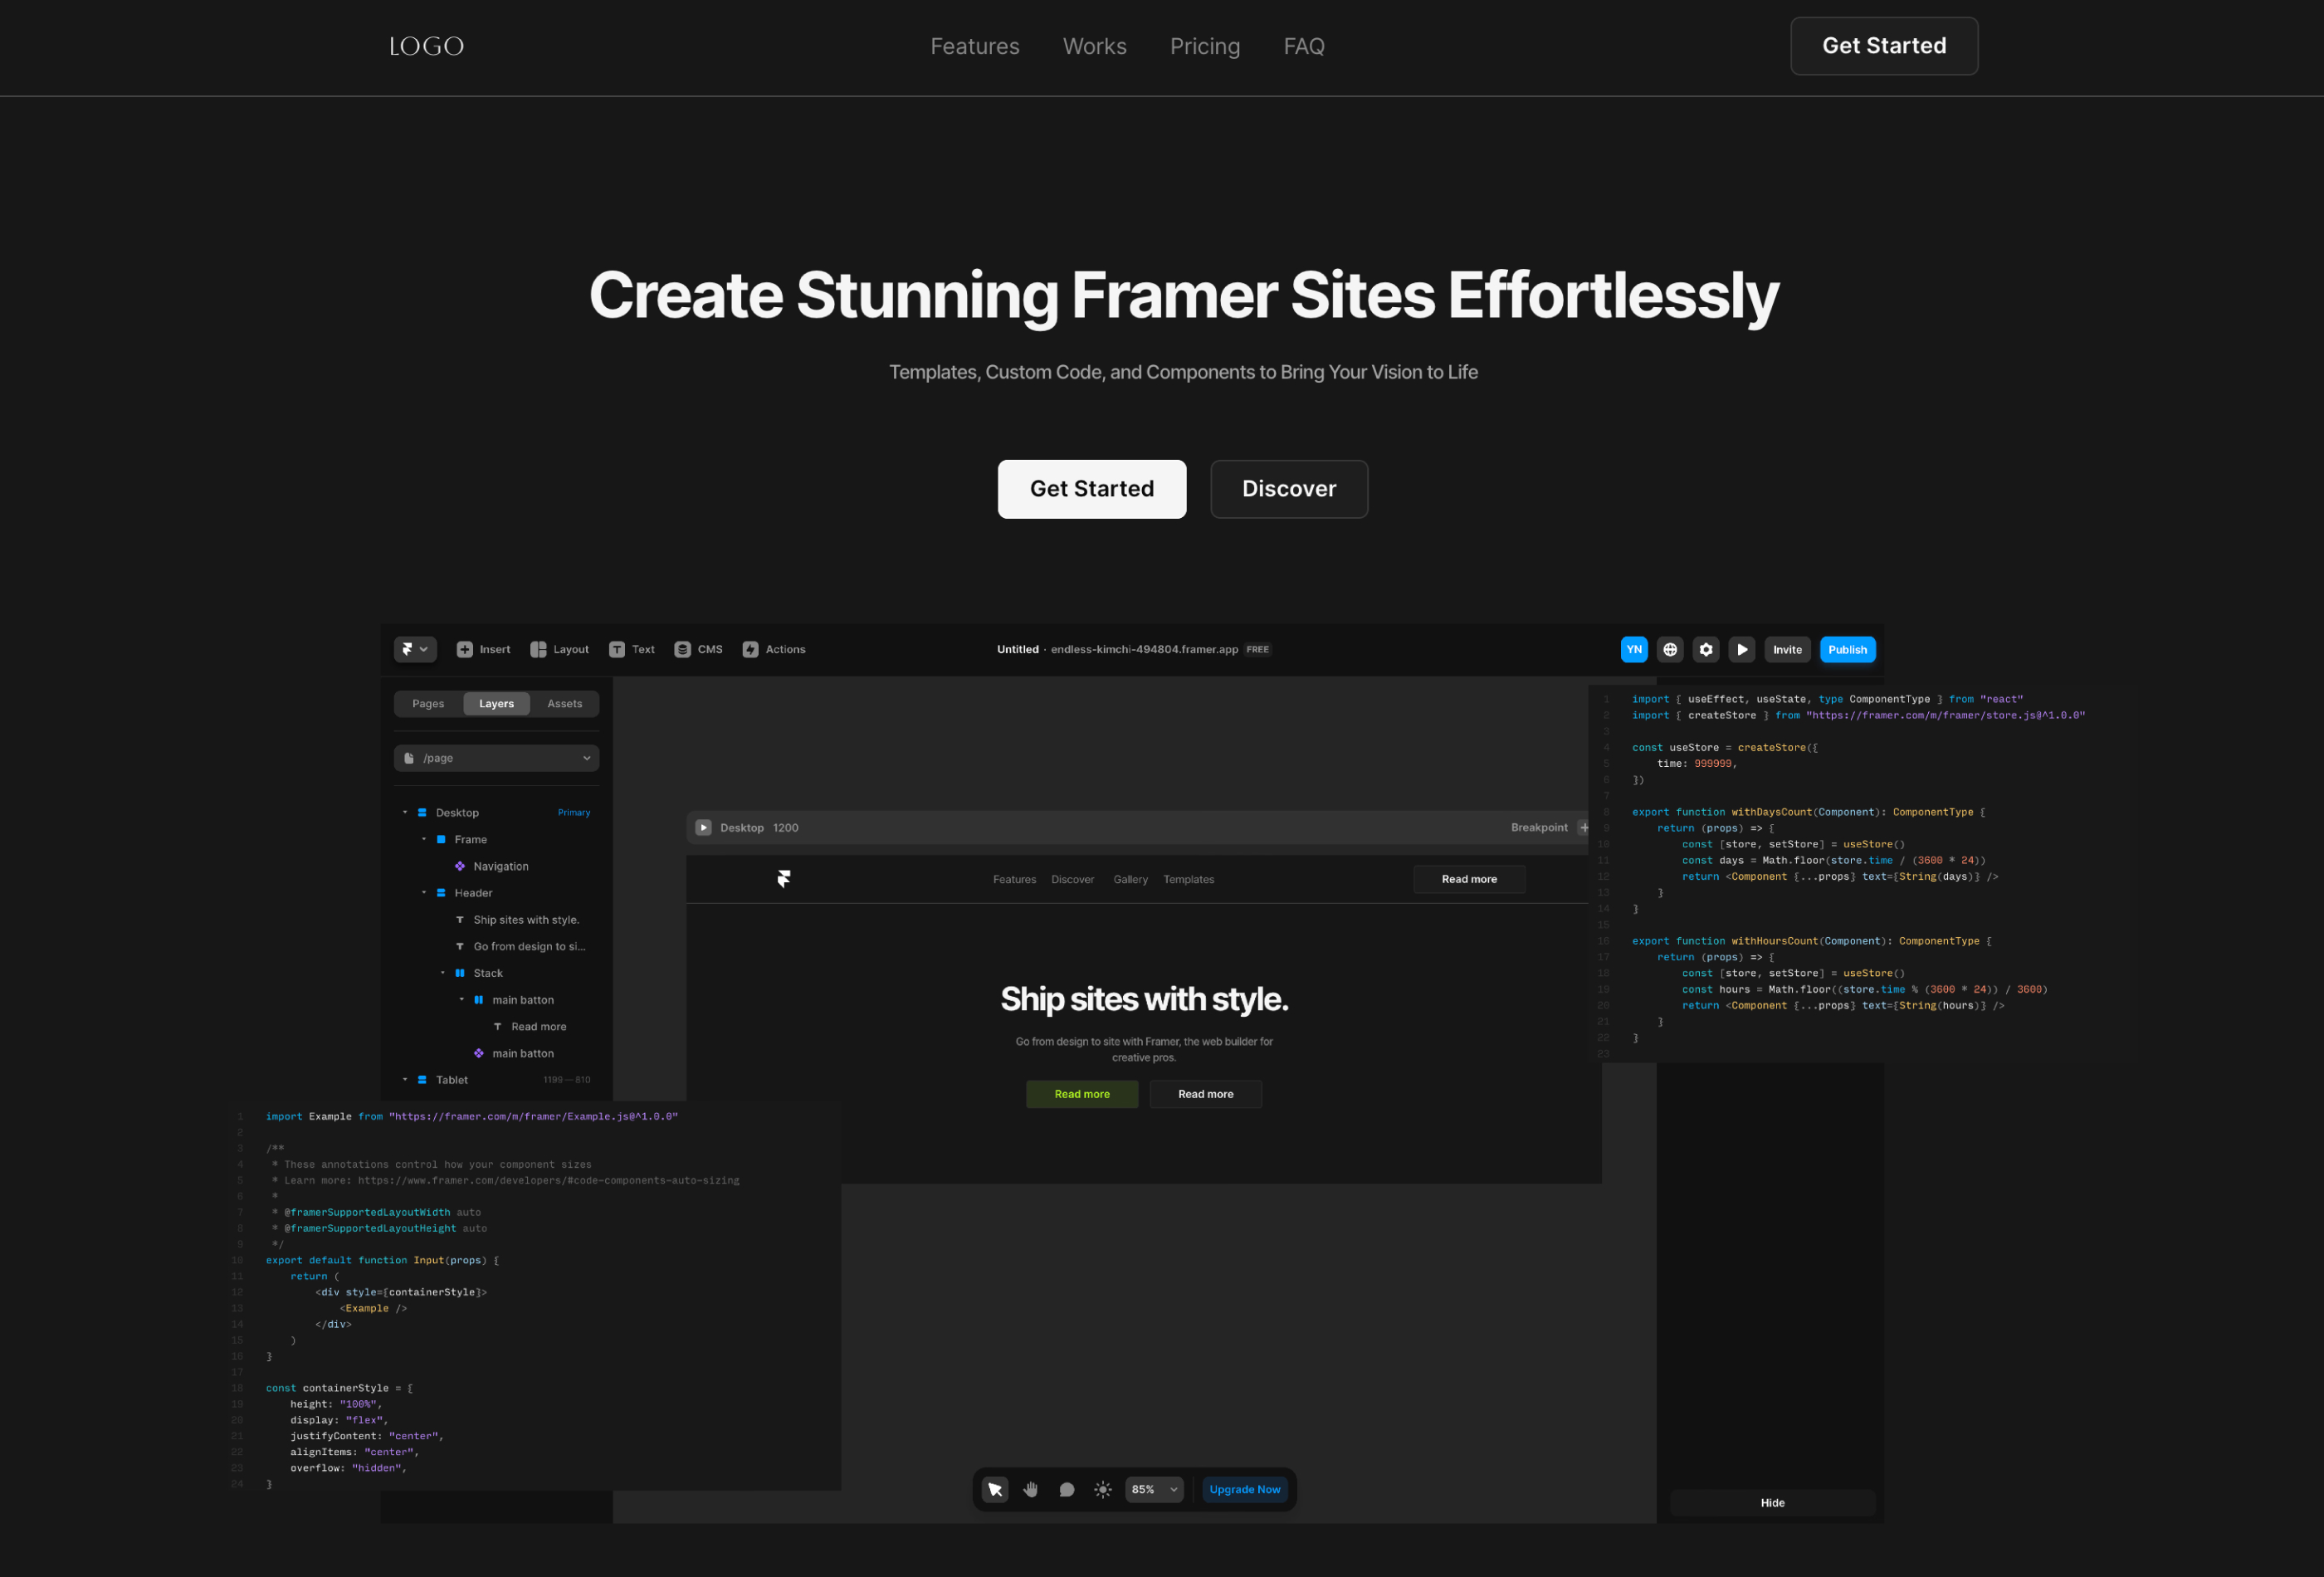 LOGO
Features Works Pricing FAQ
Get Started
Create Stunning Framer Sites Effortlessly
Templates, Custom Code, and Components to Bring Your Vision to Life
Get Started Discover
Insert Layout Text CMS Actions
Untitled · endless-kimchi-494804.framer.app FREE
YN Invite Publish
Pages Layers Assets
/page
Desktop Primary
Frame
Navigation
Header
Ship sites with style.
Go from design to si...
Stack
main batton
Read more
main batton
Tablet 1199 — 810
Desktop 1200 Breakpoint
Features Discover Gallery Templates Read more
Ship sites with style.
Go from design to site with Framer, the web builder for
creative pros.
Read more Read more
1 import { useEffect, useState, type ComponentType } from "react"
2 import { createStore } from "https://framer.com/m/framer/store.js@^1.0.0"
3
4 const useStore = createStore({
5 time: 999999,
6 })
7
8 export function withDaysCount(Component): ComponentType {
9 return (props) => {
10 const [store, setStore] = useStore()
11 const days = Math.floor(store.time / (3600 * 24))
12 return <Component {...props} text={String(days)} />
13 }
14 }
15
16 export function withHoursCount(Component): ComponentType {
17 return (props) => {
18 const [store, setStore] = useStore()
19 const hours = Math.floor((store.time % (3600 * 24)) / 3600)
20 return <Component {...props} text={String(hours)} />
21 }
22 }
23
1 import Example from "https://framer.com/m/framer/Example.js@^1.0.0"
2
3 /**
4 * These annotations control how your component sizes
5 * Learn more: https://www.framer.com/developers/#code-components-auto-sizing
6 *
7 * @framerSupportedLayoutWidth auto
8 * @framerSupportedLayoutHeight auto
9 */
10 export default function Input(props) {
11 return (
12 <div style={containerStyle}>
13 <Example />
14 </div>
15 )
16 }
17
18 const containerStyle = {
19 height: "100%",
20 display: "flex",
21 justifyContent: "center",
22 alignItems: "center",
23 overflow: "hidden",
24 }
85% Upgrade Now
Hide